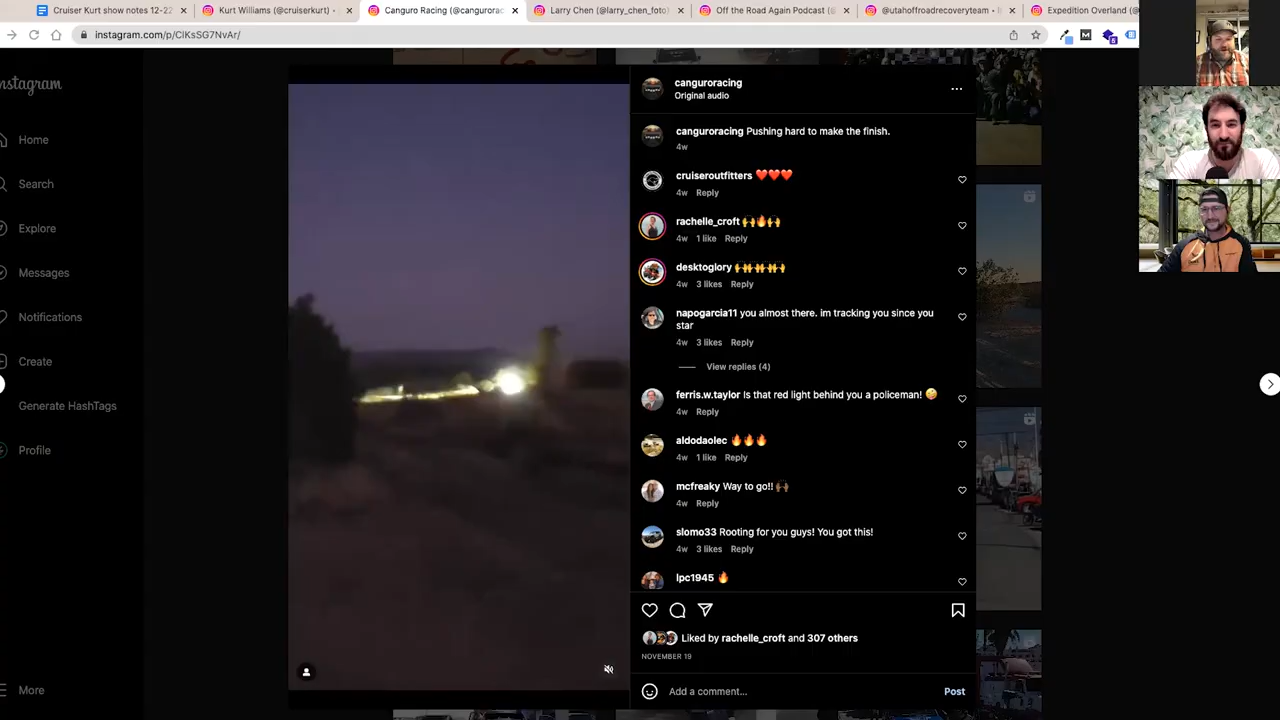 Cruiser Kurt show notes 12-22
Kurt Williams (@cruiserkurt) •
Canguro Racing (@cangurorac
Larry Chen (@larry_chen_foto)
Off the Road Again Podcast (@
@utahoffroadrecoveryteam • In
Expedition Overland (@
instagram.com/p/ClKsSG7NvAr/
nstagram
Home
Search
Explore
Messages
Notifications
Create
Generate HashTags
Profile
More
cangurorac­ing
Original audio
canguroracing Pushing hard to make the finish.
4w
cruiseroutfitters ❤️❤️❤️
4w Reply
rachelle_croft 🙌🔥🙌
4w 1 like Reply
desktoglory 🙌🙌🙌🙌
4w 3 likes Reply
napogarcia11 you almost there. im tracking you since you
star
4w 3 likes Reply
View replies (4)
ferris.w.taylor Is that red light behind you a policeman! 🤪
4w Reply
aldodaolec 🔥🔥🔥
4w 1 like Reply
mcfreaky Way to go!! 🙌🏽
4w Reply
slomo33 Rooting for you guys! You got this!
4w 3 likes Reply
lpc1945 🔥
Liked by rachelle_croft and 307 others
NOVEMBER 19
Add a comment...
Post